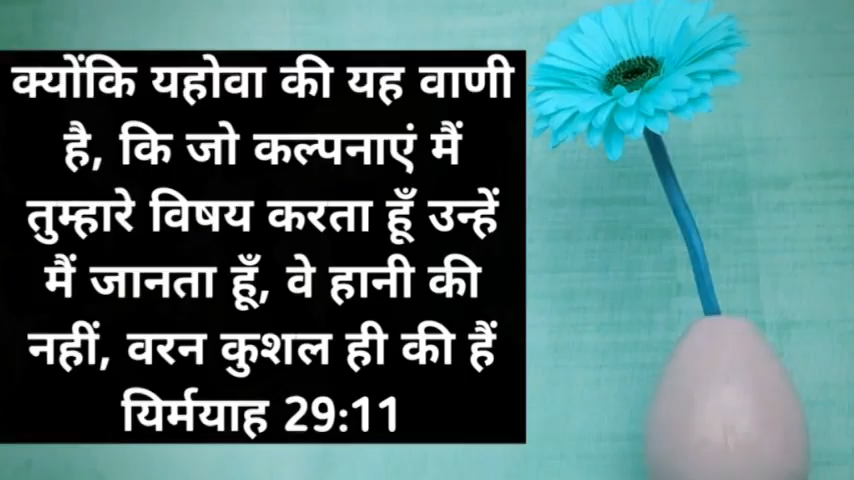 क्योंकि यहोवा की यह वाणी
है, कि जो कल्पनाएं मैं
तुम्हारे विषय करता हूँ उन्हें
मैं जानता हूँ, वे हानी की
नहीं, वरन कुशल ही की हैं
यिर्मयाह 29:11